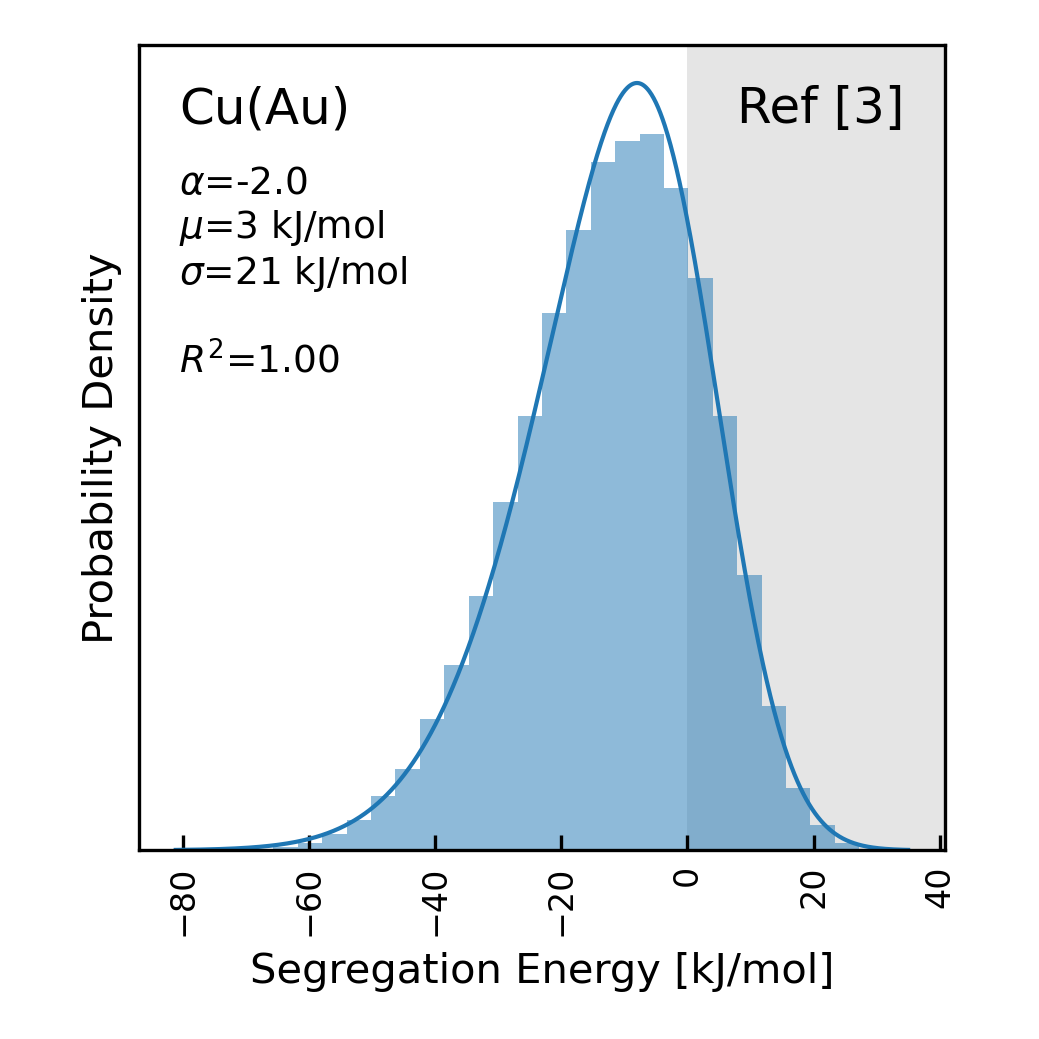 Cu(Au)
Ref [3]
α=-2.0
μ=3 kJ/mol
σ=21 kJ/mol
R²=1.00
Probability Density
−80 −60 −40 −20 0 20 40
Segregation Energy [kJ/mol]